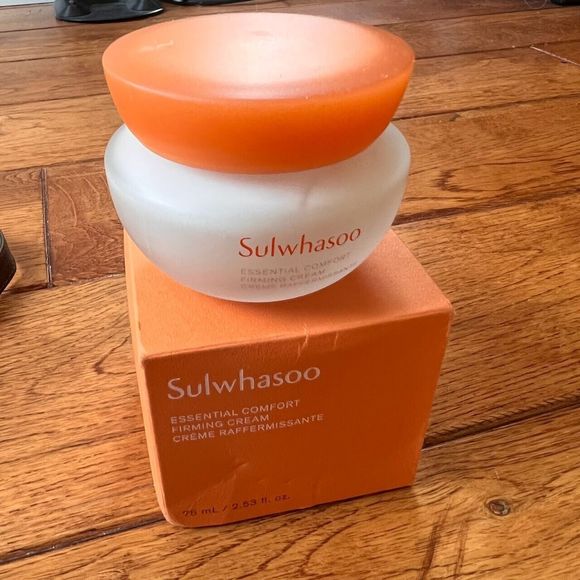 Sulwhasoo
ESSENTIAL COMFORT
FIRMING CREAM
CRÈME RAFFERMISSANTE
Sulwhasoo
ESSENTIAL COMFORT
FIRMING CREAM
CRÈME RAFFERMISSANTE
75 mL / 2.53 fl. oz.